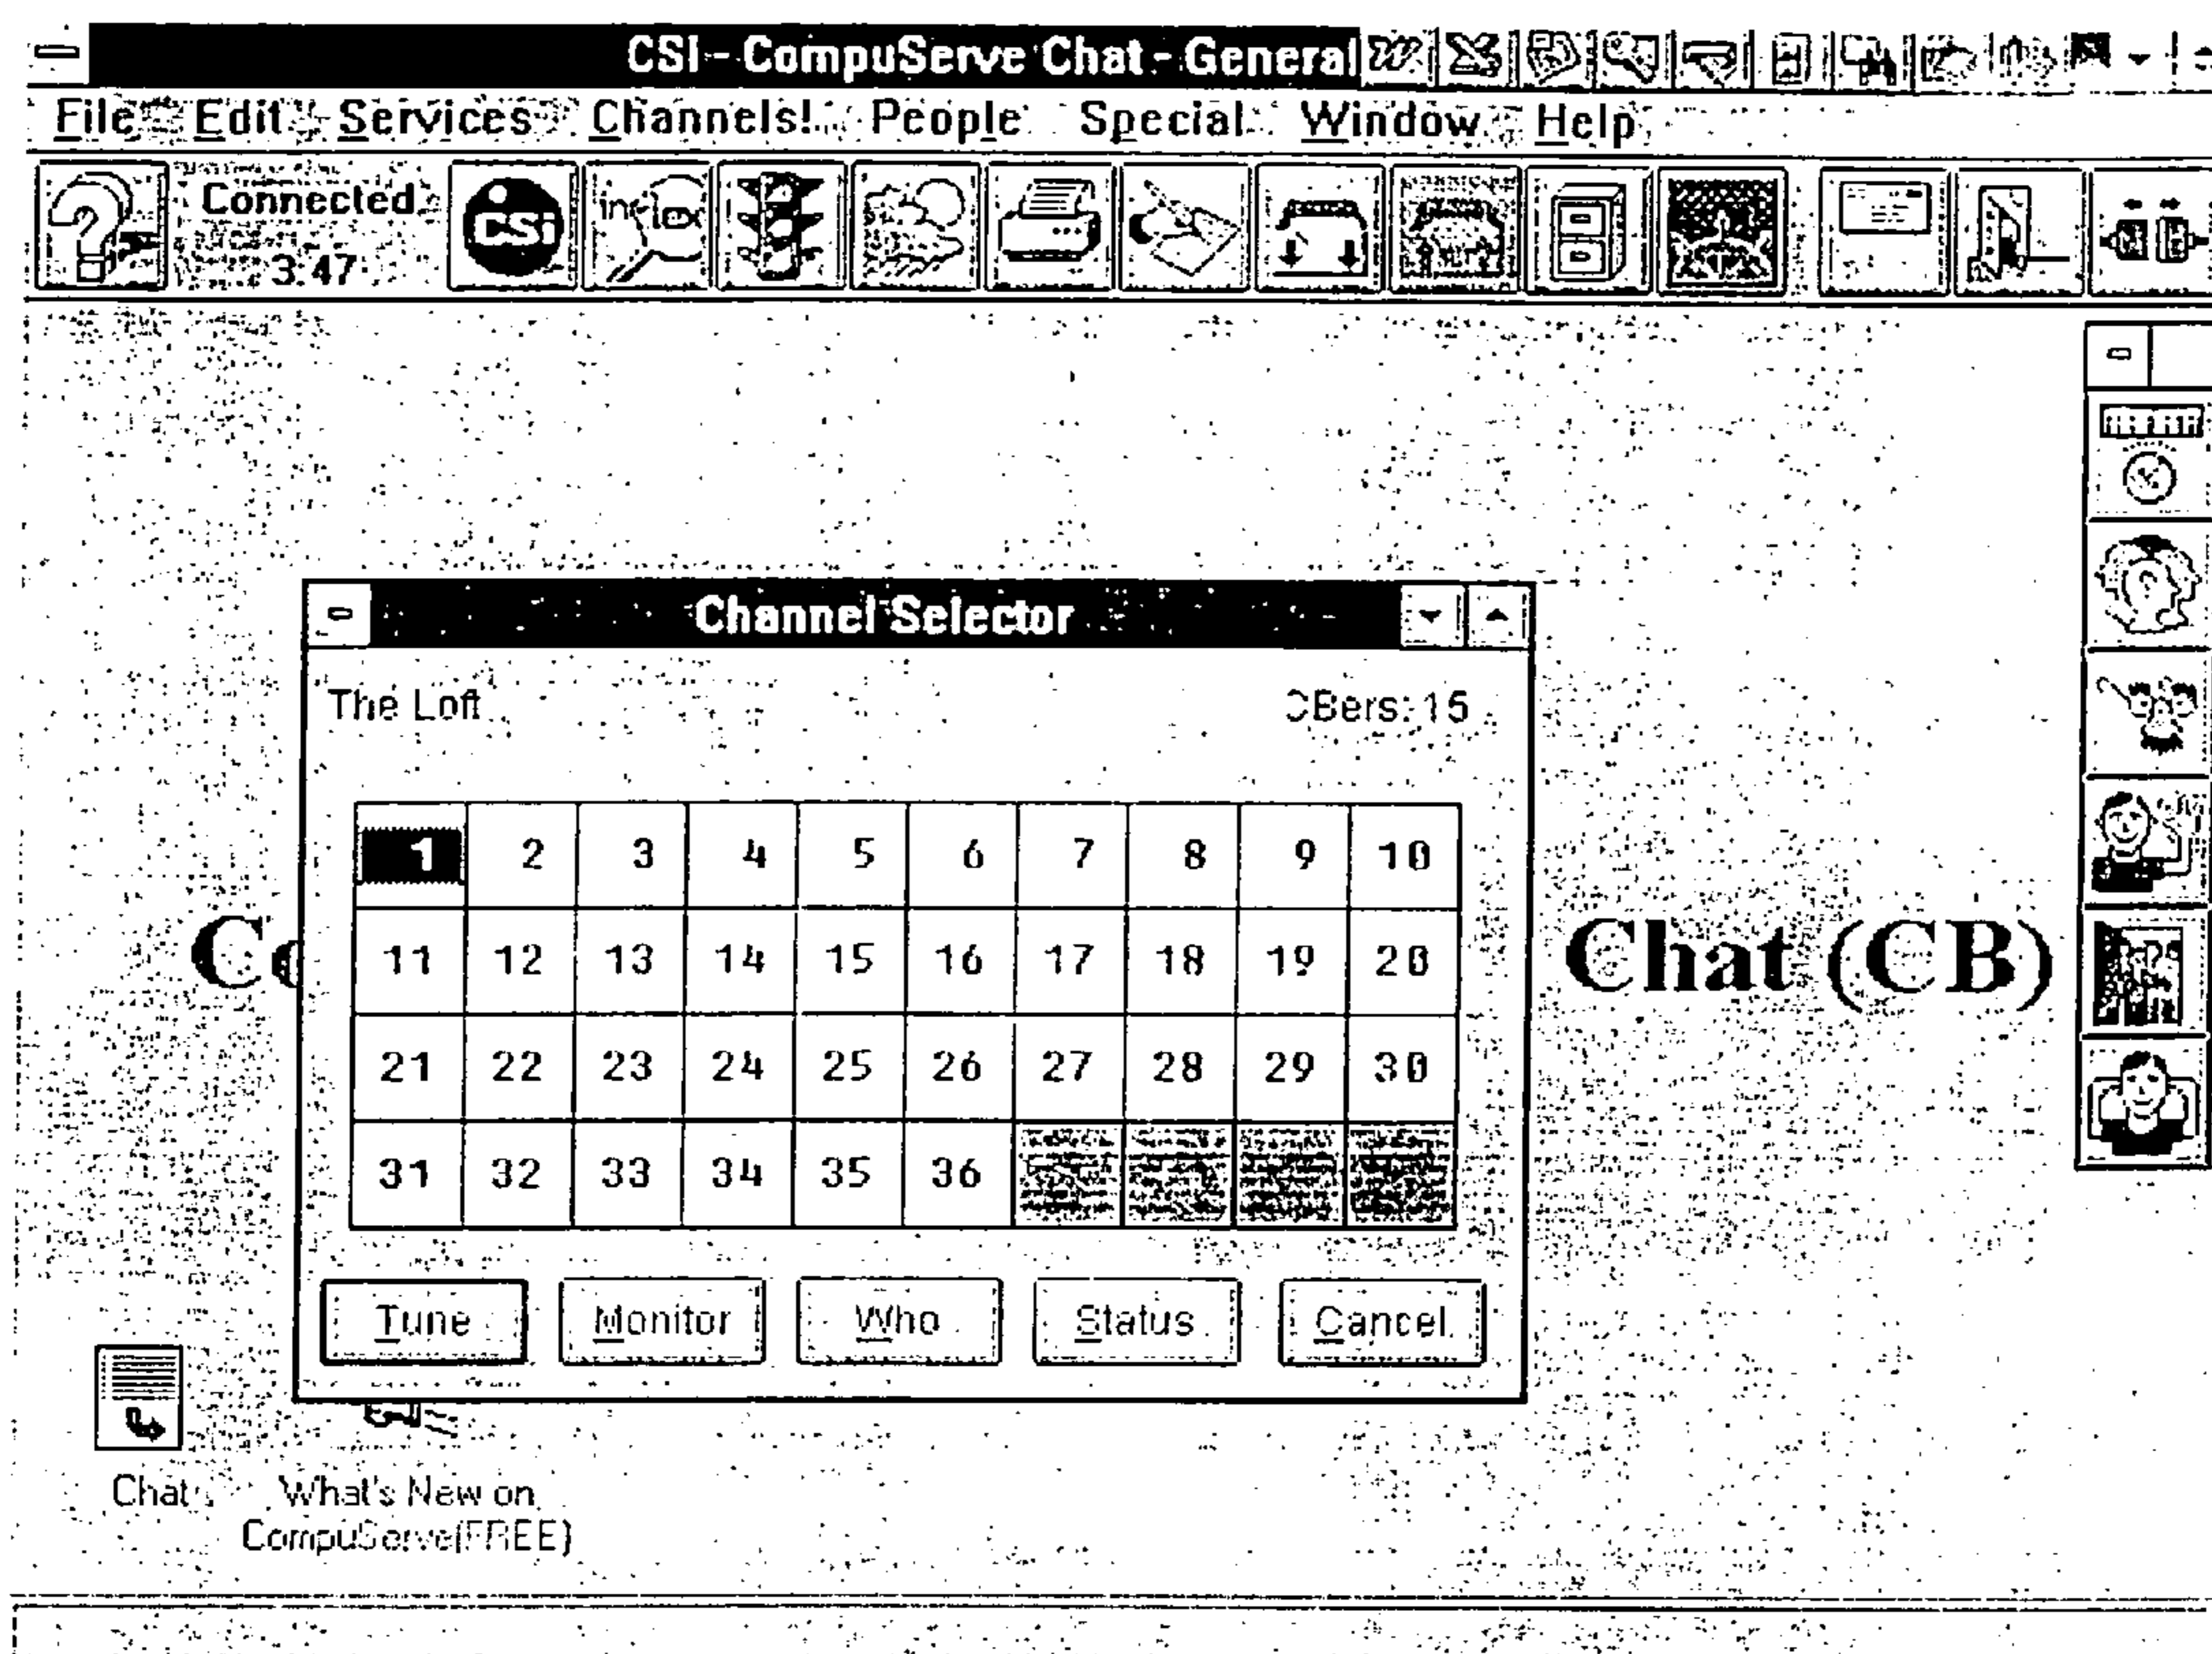 CSI - CompuServe Chat - General
File Edit Services Channels! People Special Window Help
Connected
3:47
CSi
index
Channel Selector
The Loft CBers: 15
1 2 3 4 5 6 7 8 9 10
11 12 13 14 15 16 17 18 19 20
21 22 23 24 25 26 27 28 29 30
31 32 33 34 35 36
Chat (CB)
Tune Monitor Who Status Cancel
Chat
What's New on
CompuServe(FREE)